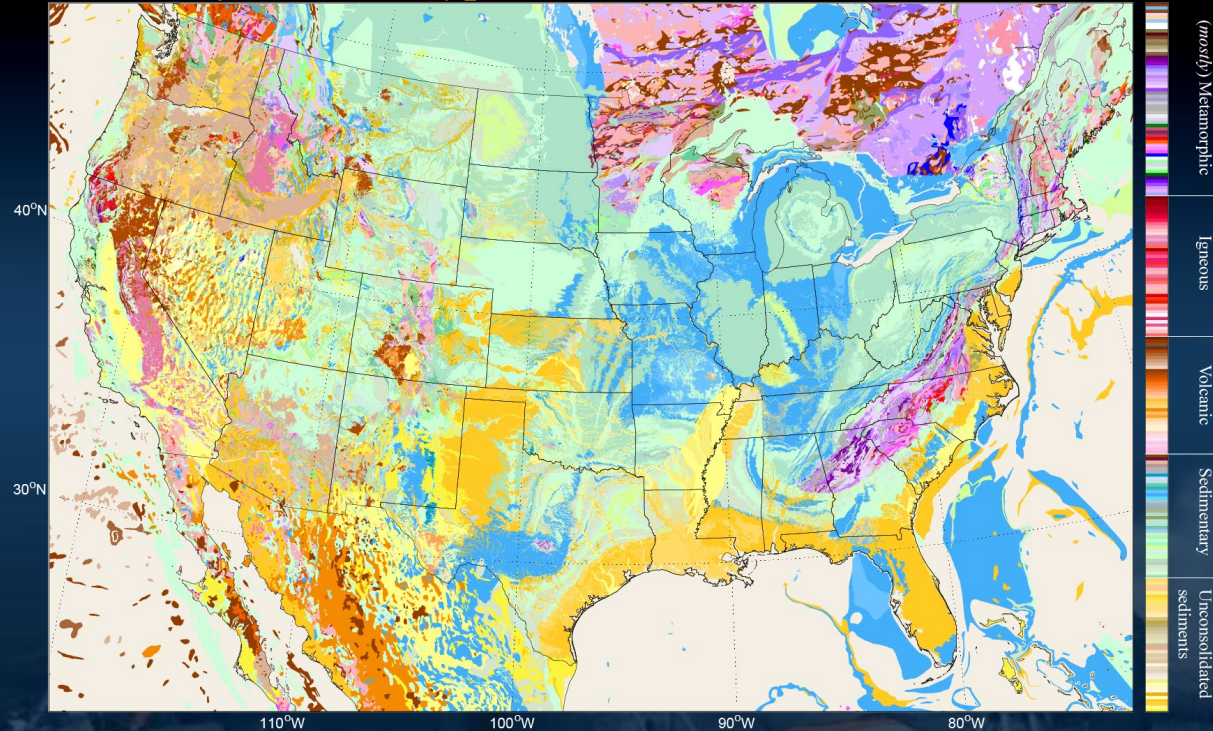 (mostly) Metamorphic
Igneous
Volcanic
Sedimentary
Unconsolidated
sediments
40°N
30°N
110°W
100°W
90°W
80°W